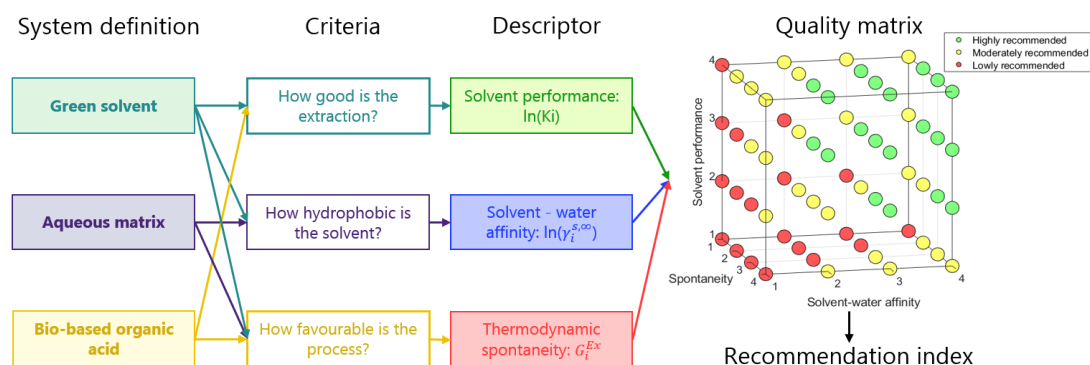 System definition
Criteria
Descriptor
Quality matrix
Green solvent
How good is the
extraction?
Solvent performance:
ln(Ki)
Aqueous matrix
How hydrophobic is
the solvent?
Solvent - water
affinity: ln(γ_i^{s,∞})
Bio-based organic
acid
How favourable is the
process?
Thermodynamic
spontaneity: G_i^{Ex}
Highly recommended
Moderately recommended
Lowly recommended
Solvent performance
4
3
2
1
Spontaneity
1
2
3
4
1
2
3
4
Solvent-water affinity
Recommendation index